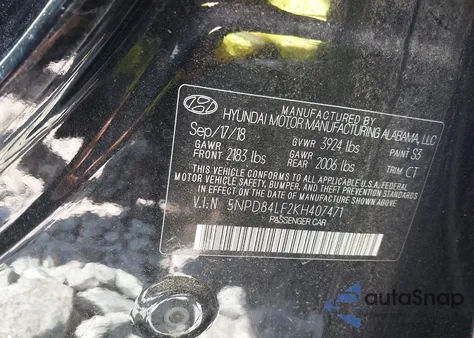 MANUFACTURED BY
HYUNDAI MOTOR MANUFACTURING ALABAMA, LLC
Sep/17/18 GVWR 3924 lbs PAINT S3
GAWR FRONT 2183 lbs GAWR REAR 2006 lbs TRIM CT
THIS VEHICLE CONFORMS TO ALL APPLICABLE U.S.A. FEDERAL
MOTOR VEHICLE SAFETY, BUMPER, AND THEFT PREVENTION STANDARDS
IN EFFECT ON THE DATE OF MANUFACTURE SHOWN ABOVE.
V.I.N 5NPD84LF2KH407471
PASSENGER CAR
autoSnap